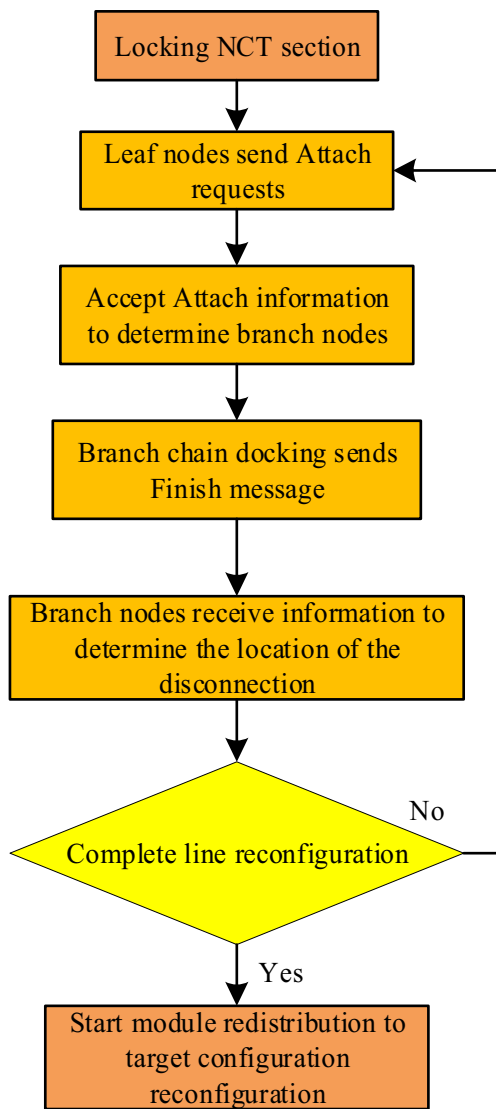 Locking NCT section
Leaf nodes send Attach
requests
Accept Attach information
to determine branch nodes
Branch chain docking sends
Finish message
Branch nodes receive information to
determine the location of the
disconnection
No
Complete line reconfiguration
Yes
Start module redistribution to
target configuration
reconfiguration